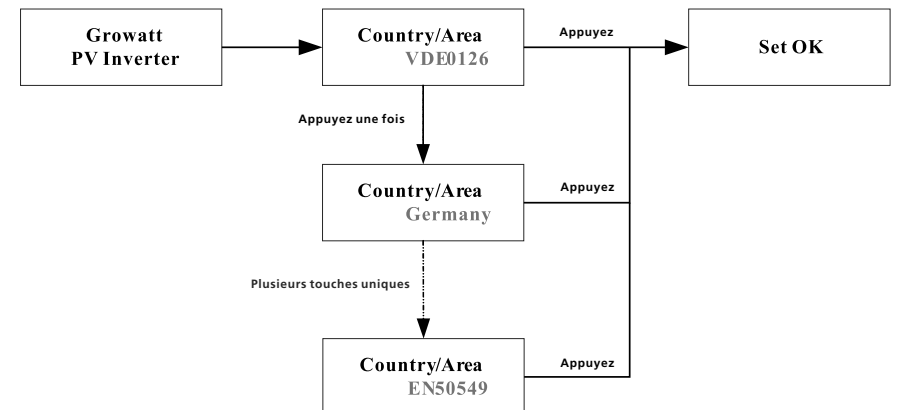 Growatt
PV Inverter
Country/Area
VDE0126
Appuyez
Set OK
Appuyez une fois
Country/Area
Germany
Appuyez
Plusieurs touches uniques
Country/Area
EN50549
Appuyez